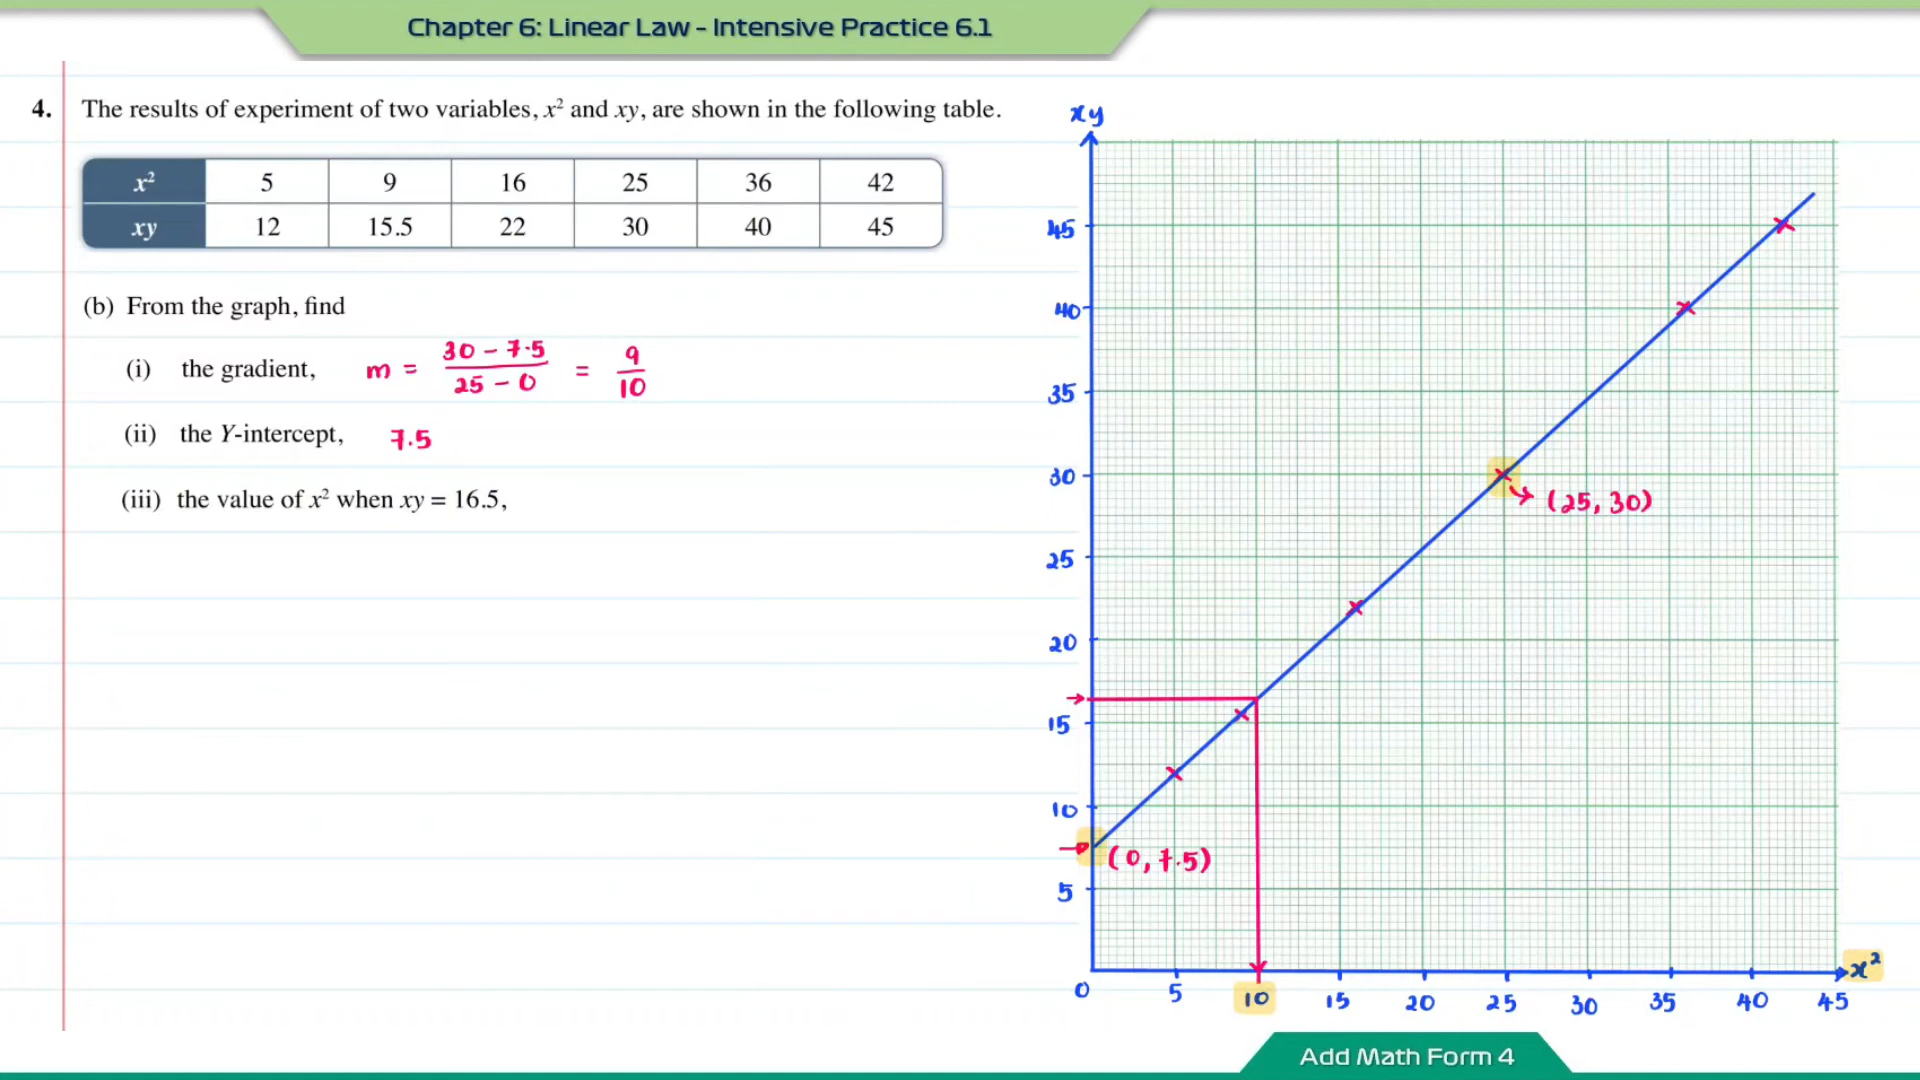 Chapter 6: Linear Law - Intensive Practice 6.1
4. The results of experiment of two variables, x² and xy, are shown in the following table.
x² 5 9 16 25 36 42
xy 12 15.5 22 30 40 45
(b) From the graph, find
(i) the gradient, m = (30 - 7.5)/(25 - 0) = 9/10
(ii) the Y-intercept, 7.5
(iii) the value of x² when xy = 16.5,
xy
45
40
35
30
(25, 30)
25
20
15
10
(0, 7.5)
5
x²
0 5 10 15 20 25 30 35 40 45
Add Math Form 4